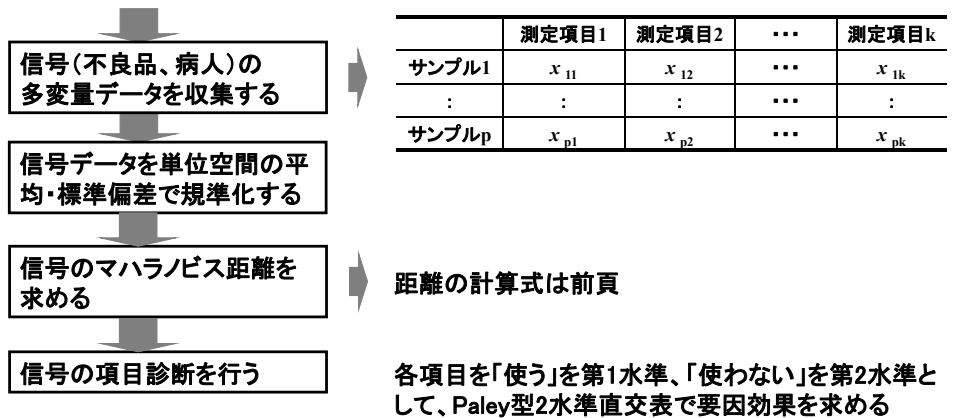 信号(不良品、病人)の
多変量データを収集する
測定項目1 測定項目2 ・・・ 測定項目k
サンプル1 x 11 x 12 ・・・ x 1k
: : : ・・・ :
サンプルp x p1 x p2 ・・・ x pk
信号データを単位空間の平
均・標準偏差で規準化する
信号のマハラノビス距離を
求める
距離の計算式は前頁
信号の項目診断を行う
各項目を「使う」を第1水準、「使わない」を第2水準と
して、Paley型2水準直交表で要因効果を求める